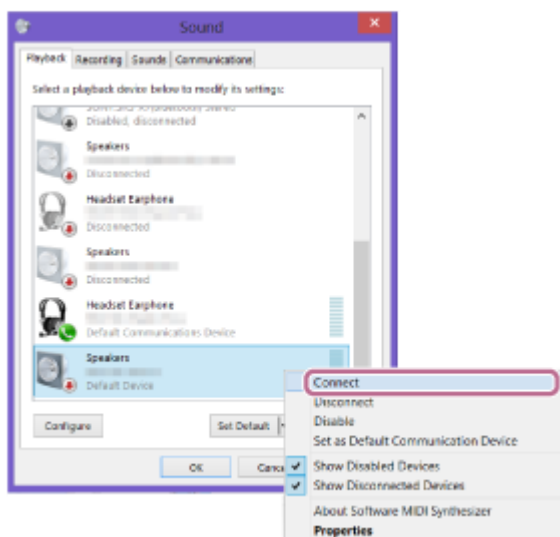 Sound
Playback Recording Sounds Communications
Select a playback device below to modify its settings:
Disabled, disconnected
Speakers
Disconnected
Headset Earphone
Disconnected
Speakers
Disconnected
Headset Earphone
Default Communications Device
Speakers
Default Device
Configure Set Default
OK
Connect
Disconnect
Disable
Set as Default Communication Device
Show Disabled Devices
Show Disconnected Devices
About Software MIDI Synthesizer
Properties